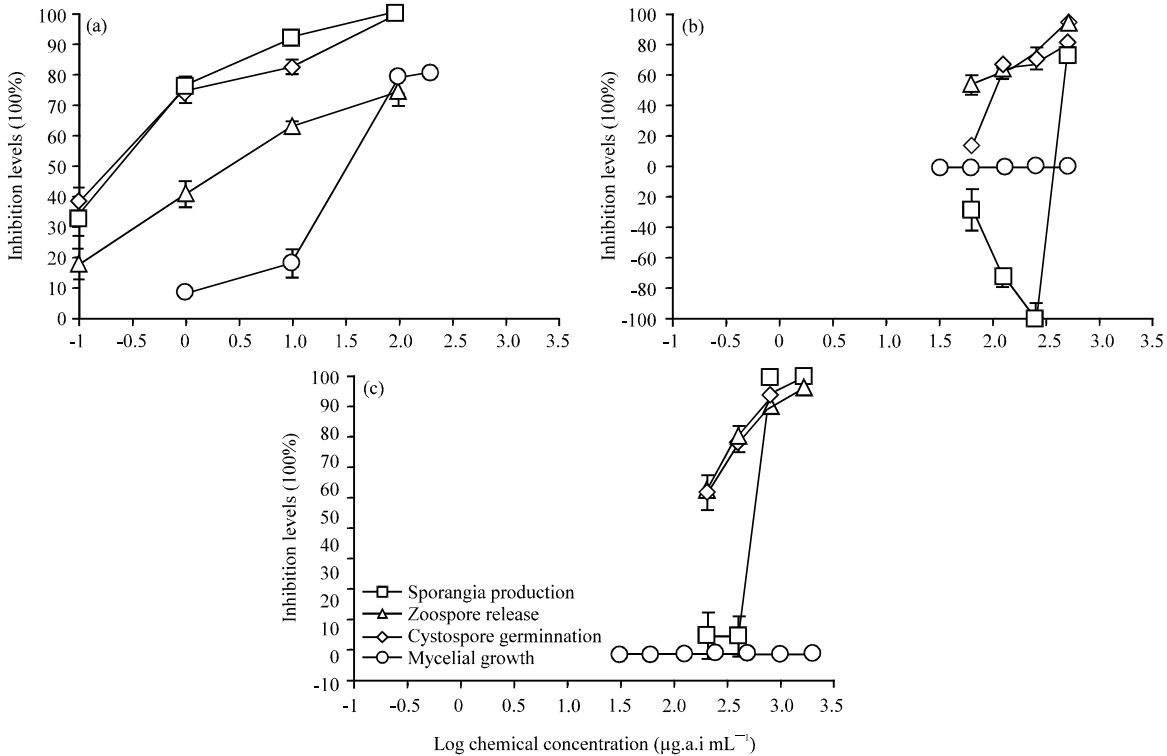 (a)
Inhibition levels (100%)
100
90
80
70
60
50
40
30
20
10
0
-1 -0.5 0 0.5 1.0 1.5 2.0 2.5 3.0 3.5
(b)
Inhibition levels (100%)
100
80
60
40
20
0
-20
-40
-60
-80
-100
-1 -0.5 0 0.5 1.0 1.5 2.0 2.5 3.0 3.5
(c)
Inhibition levels (100%)
100
90
80
70
60
50
40
30
20
10
0
-10
Sporangia production
Zoospore release
Cystospore germinnation
Mycelial growth
-1 -0.5 0 0.5 1.0 1.5 2.0 2.5 3.0 3.5
Log chemical concentration (µg.a.i mL⁻¹)